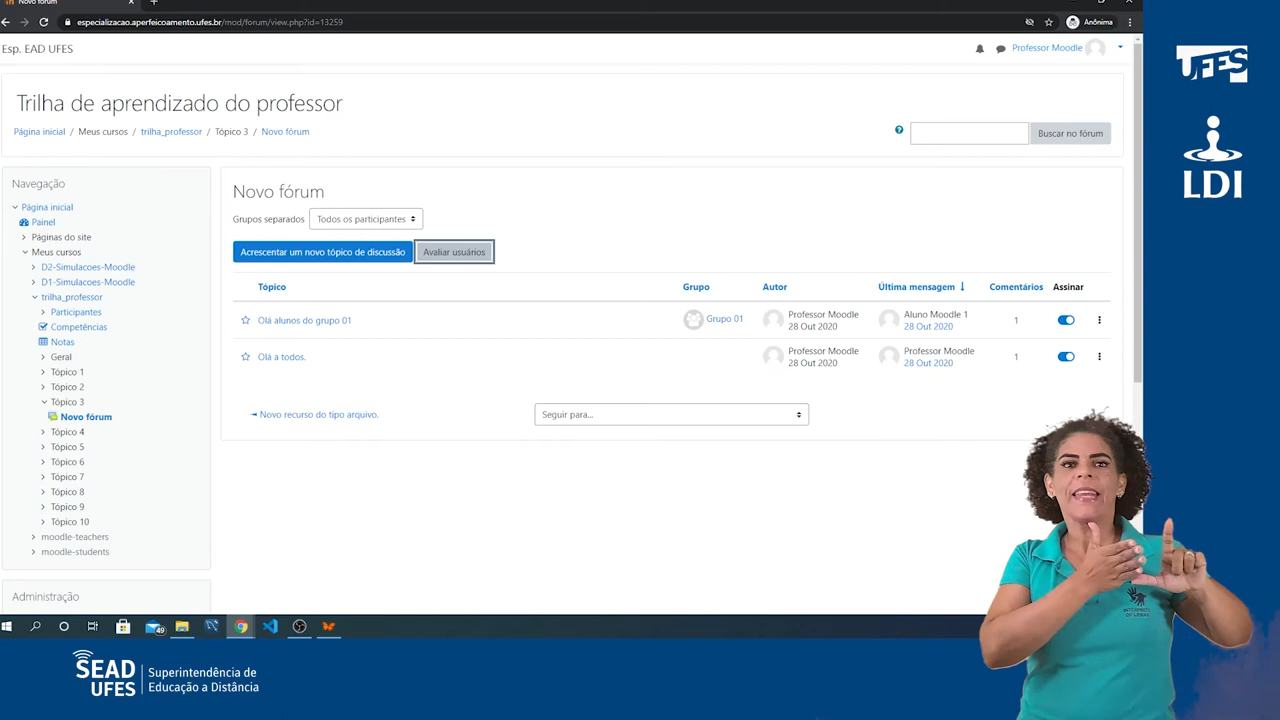 Novo fórum
especializacao.aperfeicoamento.ufes.br/mod/forum/view.php?id=13259
Anônima
Esp. EAD UFES
Professor Moodle
Trilha de aprendizado do professor
Página inicial / Meus cursos / trilha_professor / Tópico 3 / Novo fórum
Buscar no fórum
Navegação
Página inicial
Painel
Páginas do site
Meus cursos
D2-Simulacoes-Moodle
D1-Simulacoes-Moodle
trilha_professor
Participantes
Competências
Notas
Geral
Tópico 1
Tópico 2
Tópico 3
Novo fórum
Tópico 4
Tópico 5
Tópico 6
Tópico 7
Tópico 8
Tópico 9
Tópico 10
moodle-teachers
moodle-students
Administração
Novo fórum
Grupos separados Todos os participantes
Acrescentar um novo tópico de discussão Avaliar usuários
Tópico Grupo Autor Última mensagem ↓ Comentários Assinar
Olá alunos do grupo 01 Grupo 01 Professor Moodle Aluno Moodle 1 1
28 Out 2020 28 Out 2020
Olá a todos. Professor Moodle Professor Moodle 1
28 Out 2020 28 Out 2020
◄ Novo recurso do tipo arquivo.
Seguir para...
49
UFES
LDI
INTÉRPRETE
DE LIBRAS
SEAD
UFES
Superintendência de
Educação a Distância